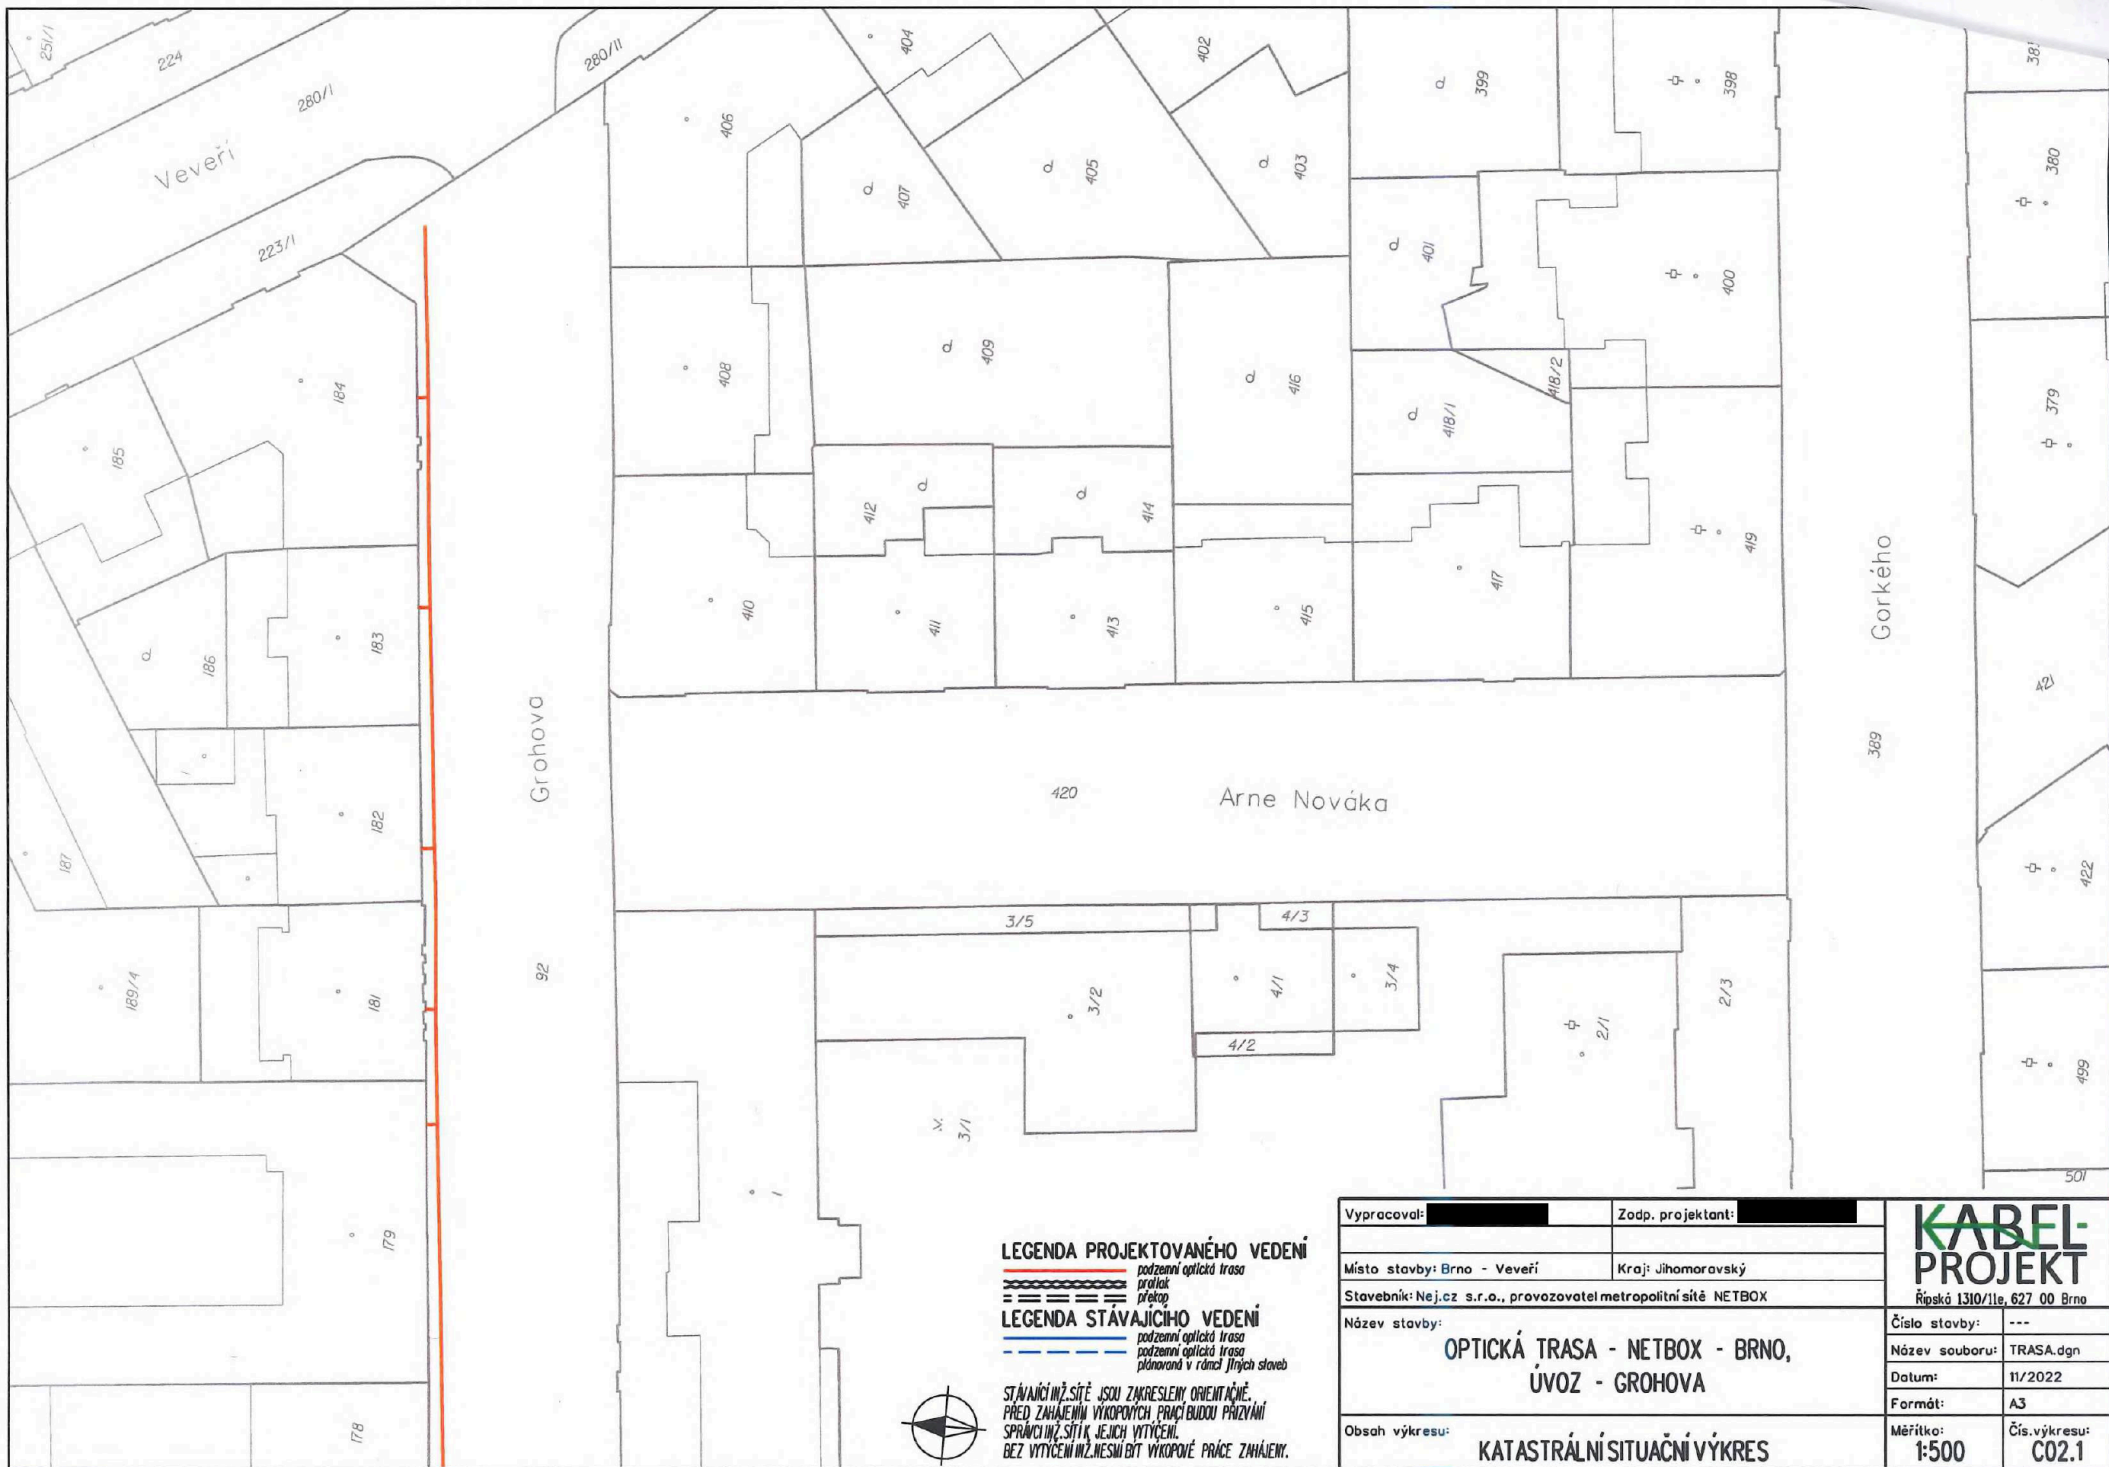 251/1
224
280/1
280/11
404
402
399
398
381
Veveří
406
407
405
403
380
223/1
401
400
184
408
409
416
418/2
418/1
379
185
412
414
419
410
411
413
415
417
183
186
Gorkého
421
Grohova
389
420
Arne Nováka
182
187
422
3/5
4/3
92
189/4
181
3/2
4/1
3/4
2/3
2/1
4/2
499
3/1
501
1
179
178
LEGENDA PROJEKTOVANÉHO VEDENÍ
podzemní optická trasa
protlak
překop
LEGENDA STÁVAJÍCÍHO VEDENÍ
podzemní optická trasa
podzemní optická trasa
plánovaná v rámci jiných staveb
STÁVAJÍCÍ INŽ.SÍTĚ JSOU ZAKRESLENY ORIENTAČNĚ.
PŘED ZAHÁJENÍM VÝKOPOVÝCH PRACÍ BUDOU PŘIZVÁNI
SPRÁVCI INŽ.SÍTÍ K JEJICH VYTÝČENÍ.
BEZ VYTÝČENÍ INŽ.NESMÍ BÝT VÝKOPOVÉ PRÁCE ZAHÁJENY.
Vypracoval:
Zodp. projektant:
Místo stavby: Brno - Veveří
Kraj: Jihomoravský
Stavebník: Nej.cz s.r.o., provozovatel metropolitní sítě NETBOX
KABEL-
PROJEKT
Řípská 1310/11e, 627 00 Brno
Název stavby:
OPTICKÁ TRASA - NETBOX - BRNO,
ÚVOZ - GROHOVA
Číslo stavby: ---
Název souboru: TRASA.dgn
Datum: 11/2022
Formát: A3
Obsah výkresu:
KATASTRÁLNÍ SITUAČNÍ VÝKRES
Měřítko:
1:500
Čís.výkresu:
C02.1